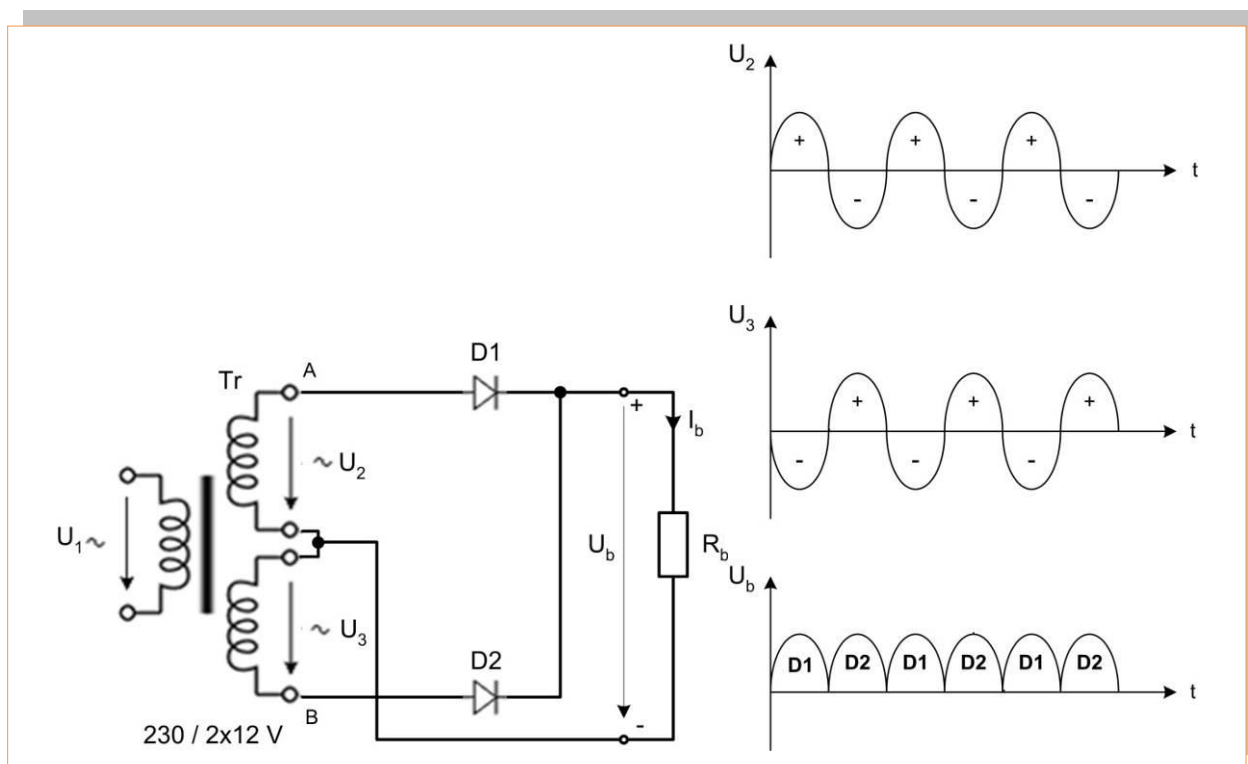 U2
+ + +
t
- - -
U3
+ + +
t
- - -
Ub
D1 D2 D1 D2 D1 D2
t
Tr
A
D1
+
Ib
~ U2
U1 ~
Ub
Rb
~ U3
D2
B
-
230 / 2x12 V